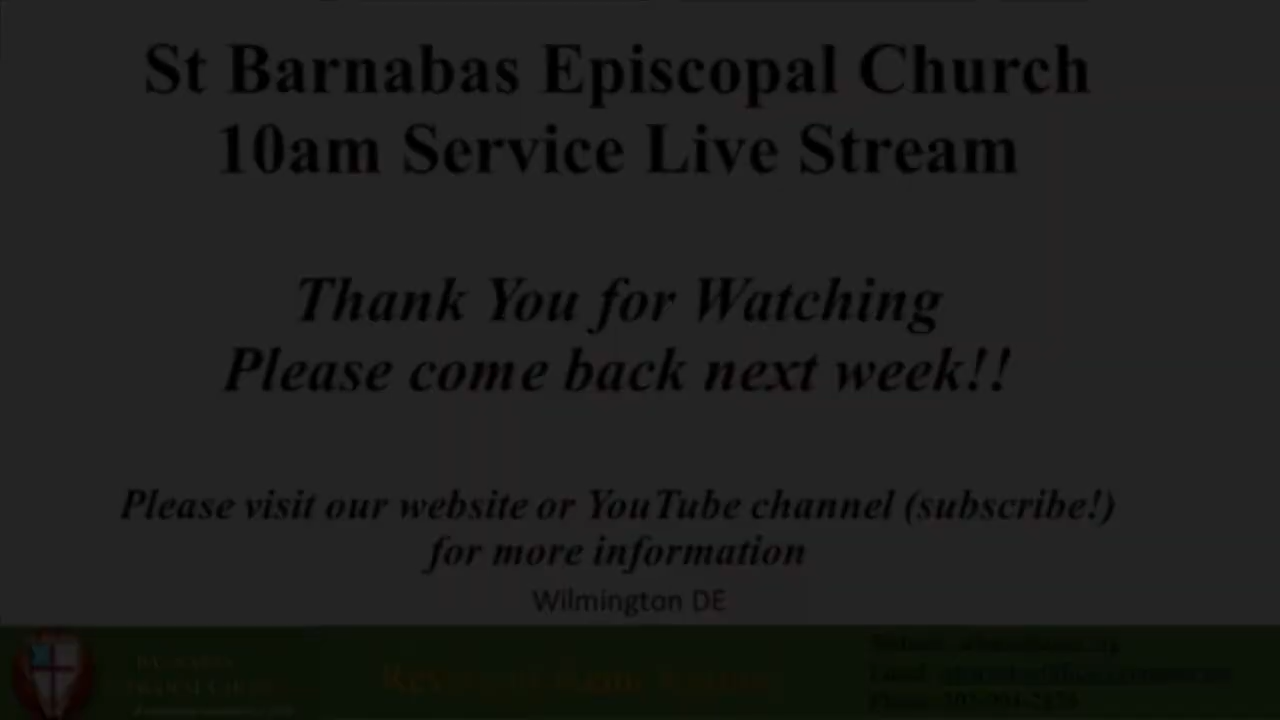 St Barnabas Episcopal Church
10am Service Live Stream
Thank You for Watching
Please come back next week!!
Please visit our website or YouTube channel (subscribe!)
for more information
Wilmington DE